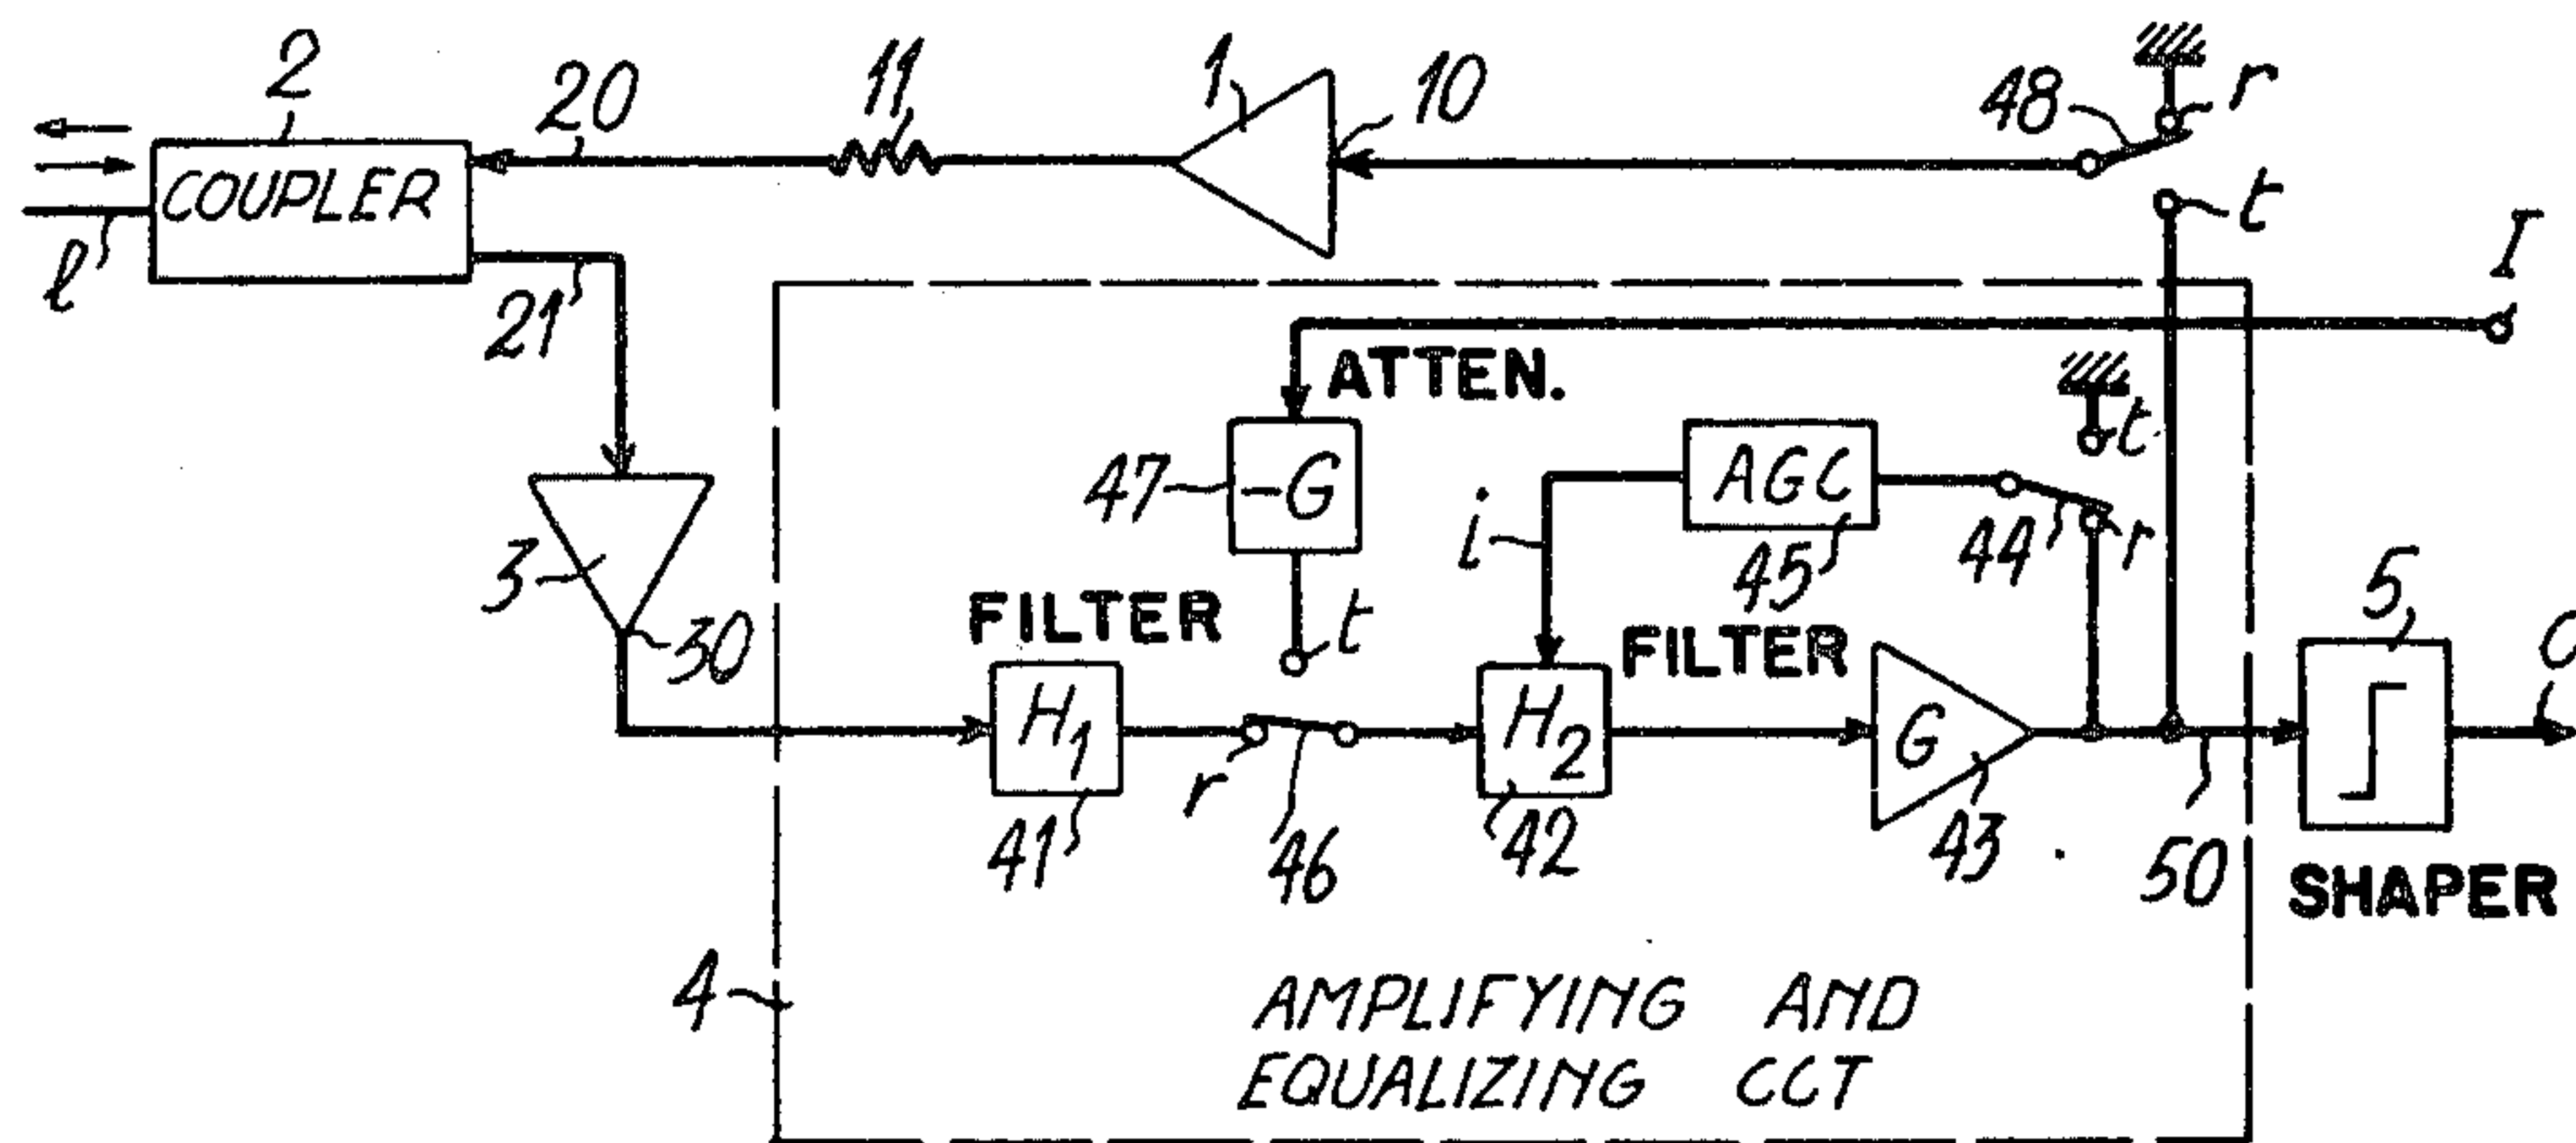 2
20
11
1
10
48
r
t
I
COUPLER
l
21
ATTEN.
t
47
-G
i
AGC
44
r
45
3
30
FILTER
t
FILTER
5
O
H1
r
H2
G
41
46
42
43
50
SHAPER
4
AMPLIFYING AND
EQUALIZING CCT